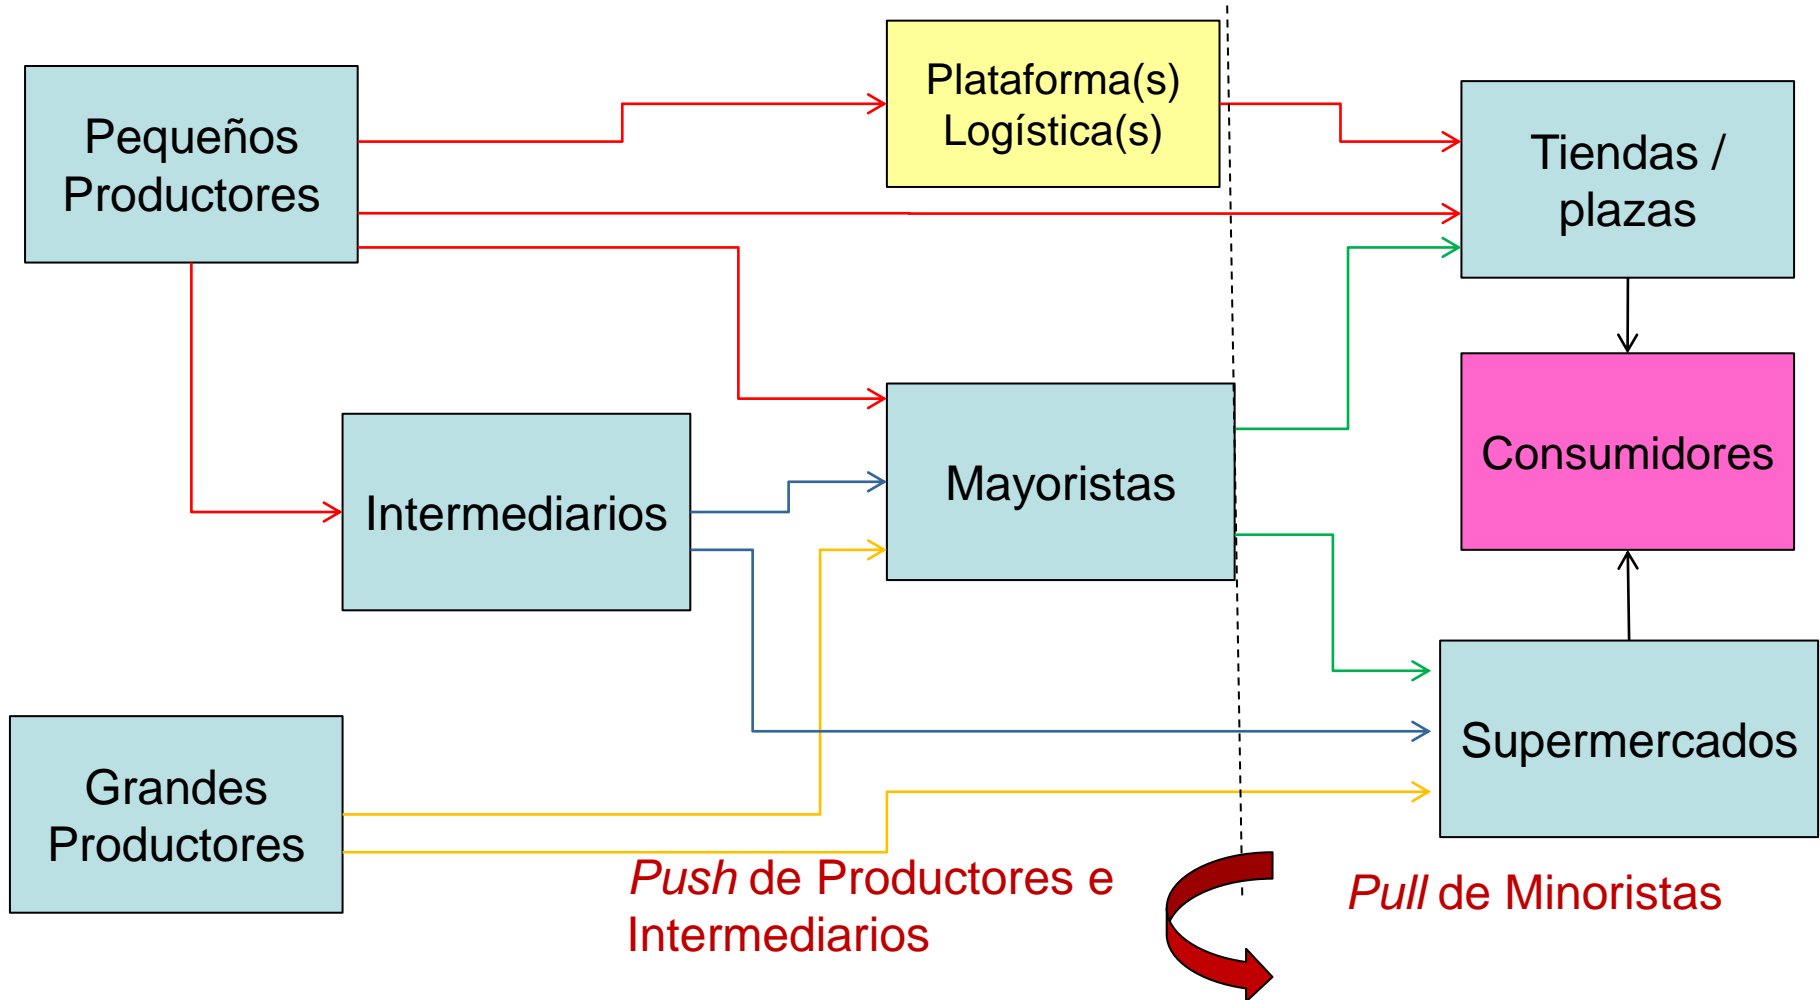 Plataforma(s)
Logística(s)
Pequeños
Productores
Tiendas /
plazas
Consumidores
Intermediarios
Mayoristas
Supermercados
Grandes
Productores
Push de Productores e
Intermediarios
Pull de Minoristas